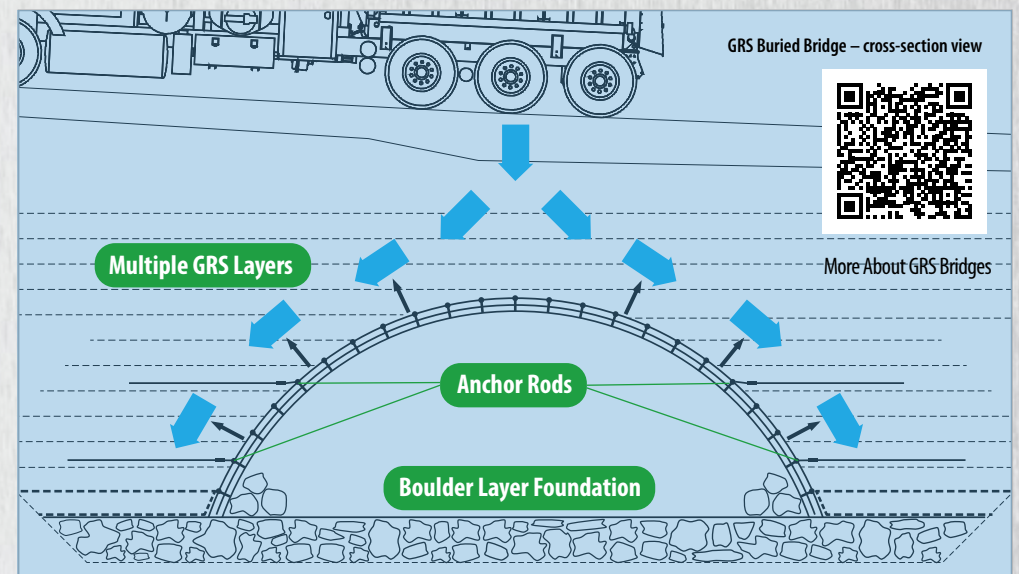 GRS Buried Bridge – cross-section view
More About GRS Bridges
Multiple GRS Layers
Anchor Rods
Boulder Layer Foundation